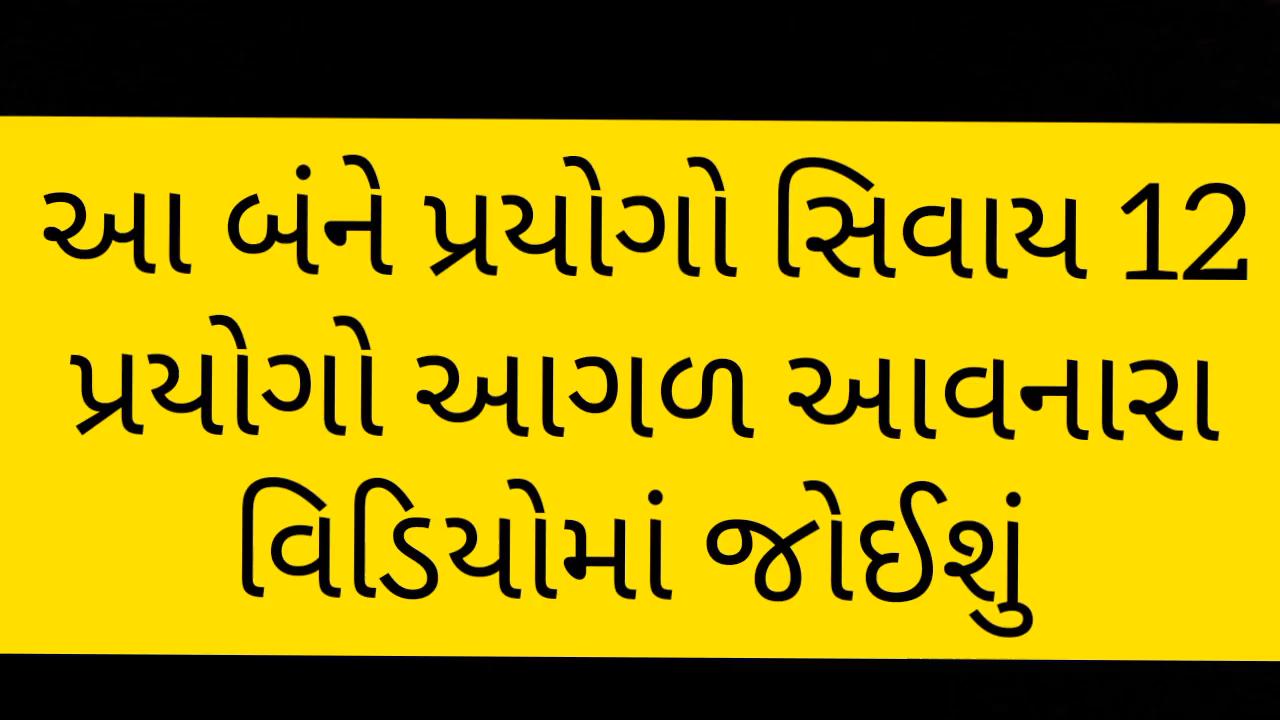 આ બંને પ્રયોગો સિવાય 12
પ્રયોગો આગળ આવનારા
વિડિયોમાં જોઈશું